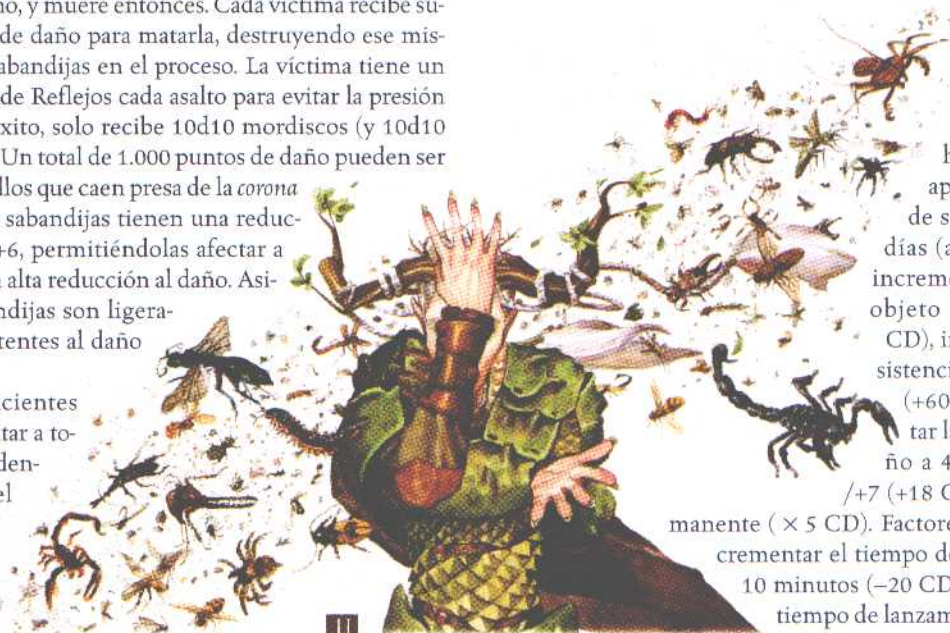 no, y muere entonces. Cada víctima recibe su-
de daño para matarla, destruyendo ese mis-
abandijas en el proceso. La víctima tiene un
de Reflejos cada asalto para evitar la presión
xito, solo recibe 10d10 mordiscos (y 10d10
Un total de 1.000 puntos de daño pueden ser
llos que caen presa de la corona
sabandijas tienen una reduc-
+6, permitiéndolas afectar a
alta reducción al daño. Asi-
ndijas son ligera-
tentes al daño
cientes
tar a to-
den-
el
ap
de s
días (a
increme
objeto
CD), i
sistenci
(+60
tar l
ño a 4
/+7 (+18 C
manente (× 5 CD). Factore
crementar el tiempo de
10 minutos (–20 CD
tiempo de lanzam